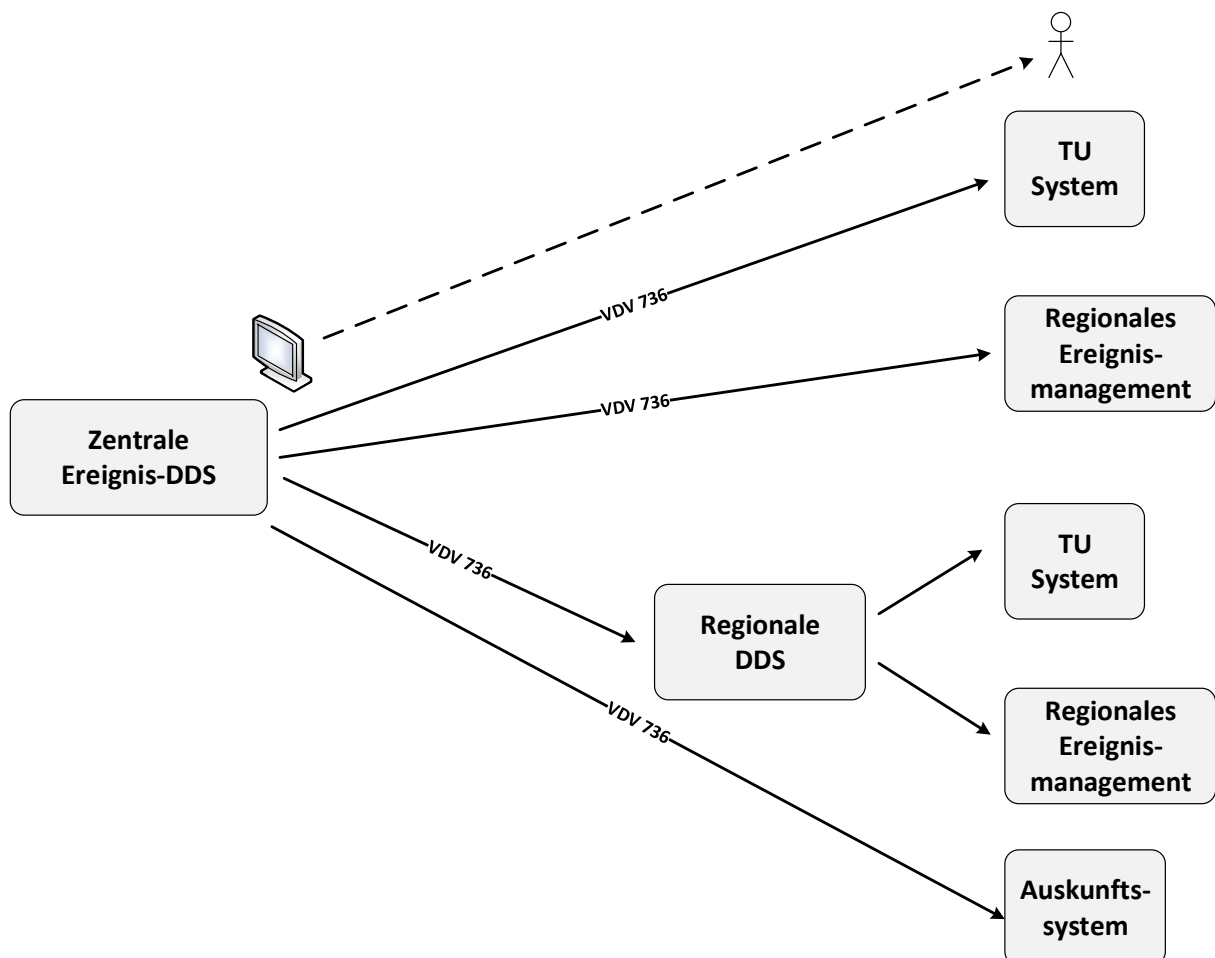 TU
System
VDV 736
Regionales
Ereignis-
management
VDV 736
Zentrale
Ereignis-DDS
VDV 736
TU
System
Regionale
DDS
VDV 736
Regionales
Ereignis-
management
Auskunfts-
system